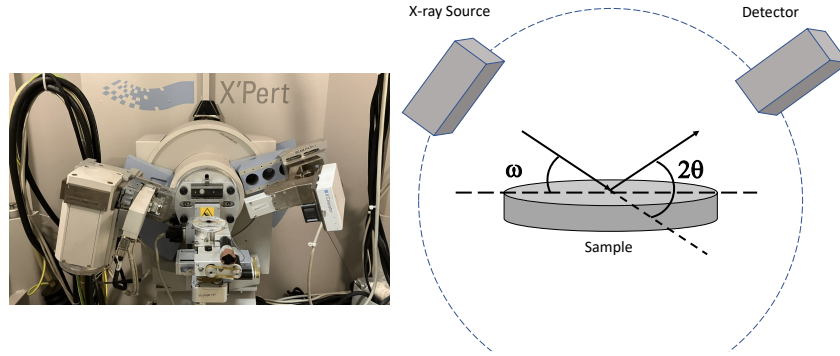 X'Pert
X-ray Source
Detector
ω
2θ
Sample